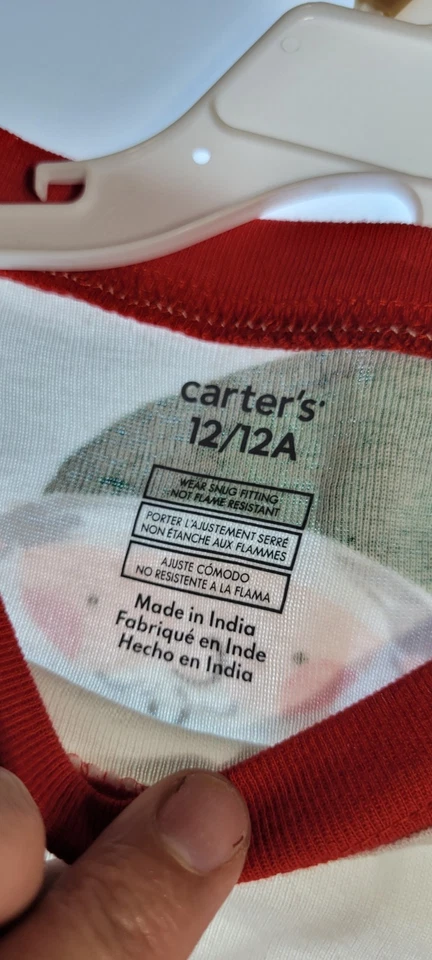 carter's
12/12A
WEAR SNUG FITTING
NOT FLAME RESISTANT
PORTER L'AJUSTEMENT SERRÉ
NON ÉTANCHE AUX FLAMMES
AJUSTE CÓMODO
NO RESISTENTE A LA FLAMA
Made in India
Fabriqué en Inde
Hecho en India